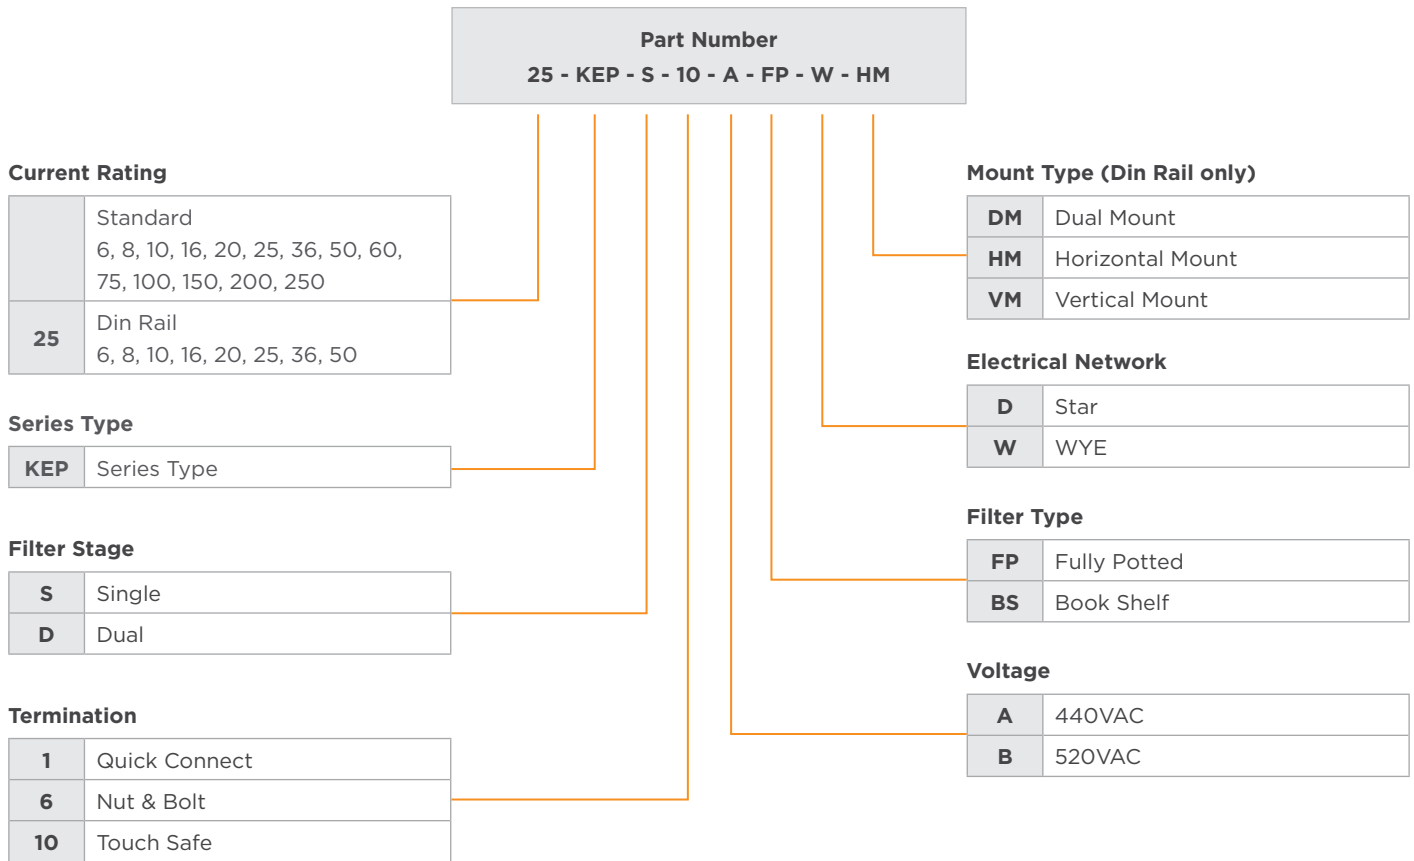 Part Number
25 - KEP - S - 10 - A - FP - W - HM
Current Rating
Standard
6, 8, 10, 16, 20, 25, 36, 50, 60,
75, 100, 150, 200, 250
25 Din Rail
6, 8, 10, 16, 20, 25, 36, 50
Series Type
KEP Series Type
Filter Stage
S Single
D Dual
Termination
1 Quick Connect
6 Nut & Bolt
10 Touch Safe
Mount Type (Din Rail only)
DM Dual Mount
HM Horizontal Mount
VM Vertical Mount
Electrical Network
D Star
W WYE
Filter Type
FP Fully Potted
BS Book Shelf
Voltage
A 440VAC
B 520VAC